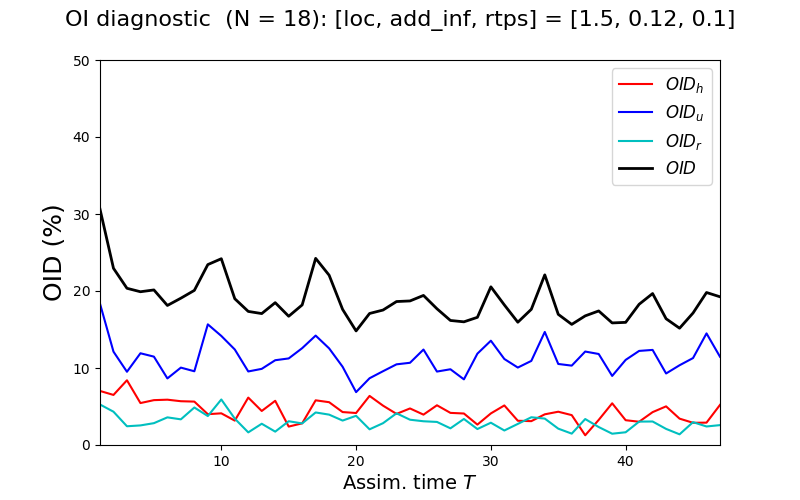 OI diagnostic  (N = 18): [loc, add_inf, rtps] = [1.5, 0.12, 0.1]
50
40
30
20
10
0
OID (%)
OID_h
OID_u
OID_r
OID
10
20
30
40
Assim. time T